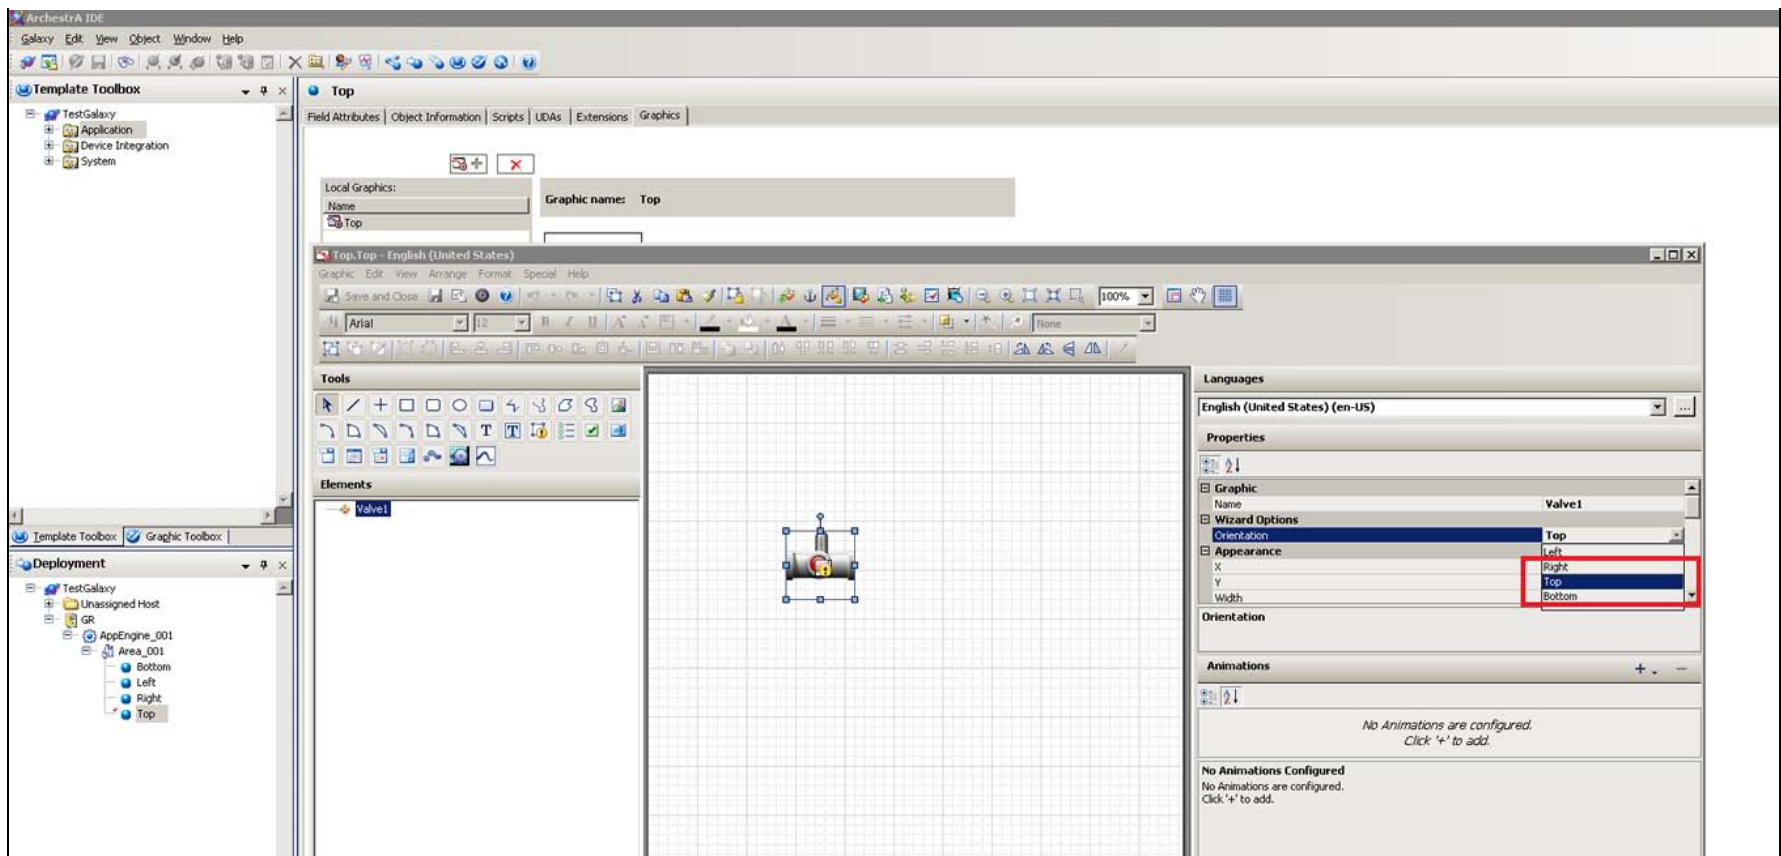 ArchestrA IDE
Galaxy Edit View Object Window Help
Template Toolbox
TestGalaxy
Application
Device Integration
System
Template Toolbox Graphic Toolbox
Deployment
TestGalaxy
Unassigned Host
GR
AppEngine_001
Area_001
Bottom
Left
Right
Top
Top
Field Attributes Object Information Scripts UDAs Extensions Graphics
Local Graphics:
Name
Top
Graphic name: Top
Top.Top - English (United States)
Graphic Edit View Arrange Format Special Help
Save and Close 100%
Arial 12 B I U A A A None
Tools
T T
Elements
Valve1
Languages
English (United States) (en-US) ...
Properties
Graphic
Name Valve1
Wizard Options
Orientation Top
Appearance Left
X Right
Y Top
Width Bottom
Orientation
Animations
No Animations are configured.
Click '+' to add.
No Animations Configured
No Animations are configured.
Click '+' to add.